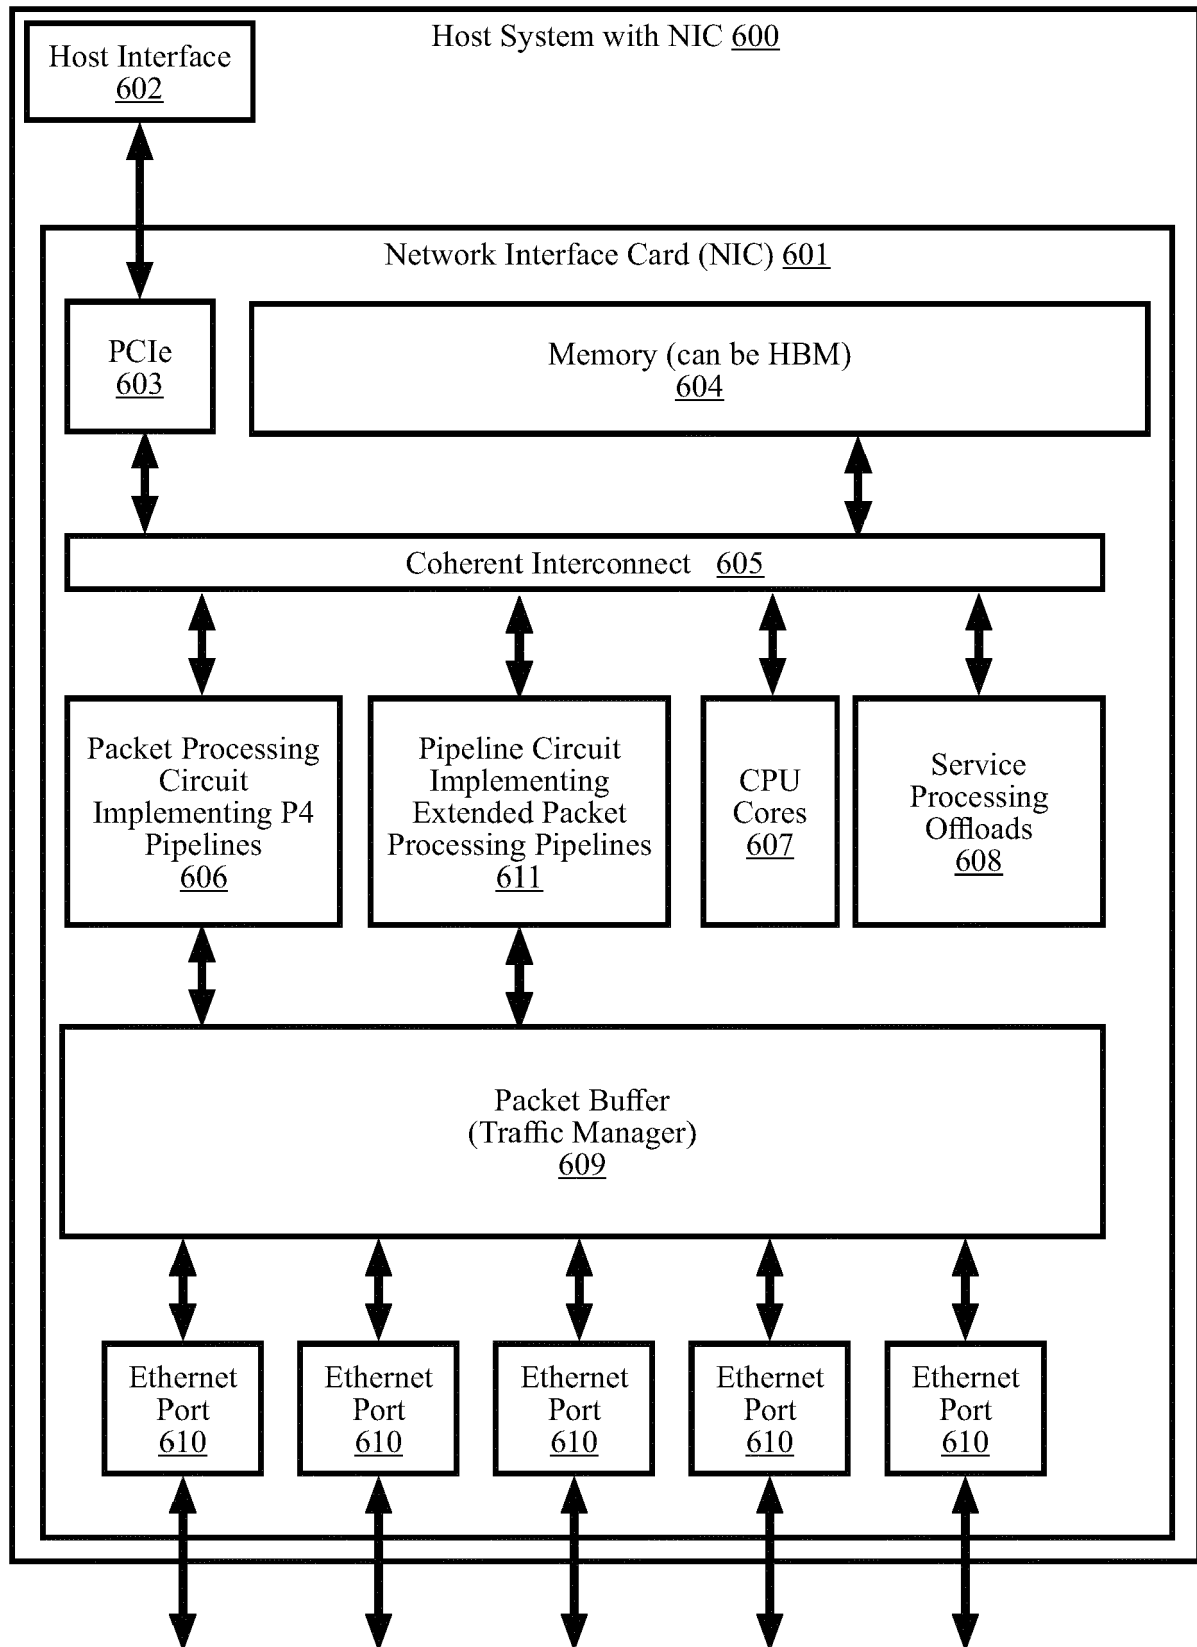 Host System with NIC 600
Host Interface
602
Network Interface Card (NIC) 601
PCIe
603
Memory (can be HBM)
604
Coherent Interconnect 605
Packet Processing
Circuit
Implementing P4
Pipelines
606
Pipeline Circuit
Implementing
Extended Packet
Processing Pipelines
611
CPU
Cores
607
Service
Processing
Offloads
608
Packet Buffer
(Traffic Manager)
609
Ethernet
Port
610
Ethernet
Port
610
Ethernet
Port
610
Ethernet
Port
610
Ethernet
Port
610